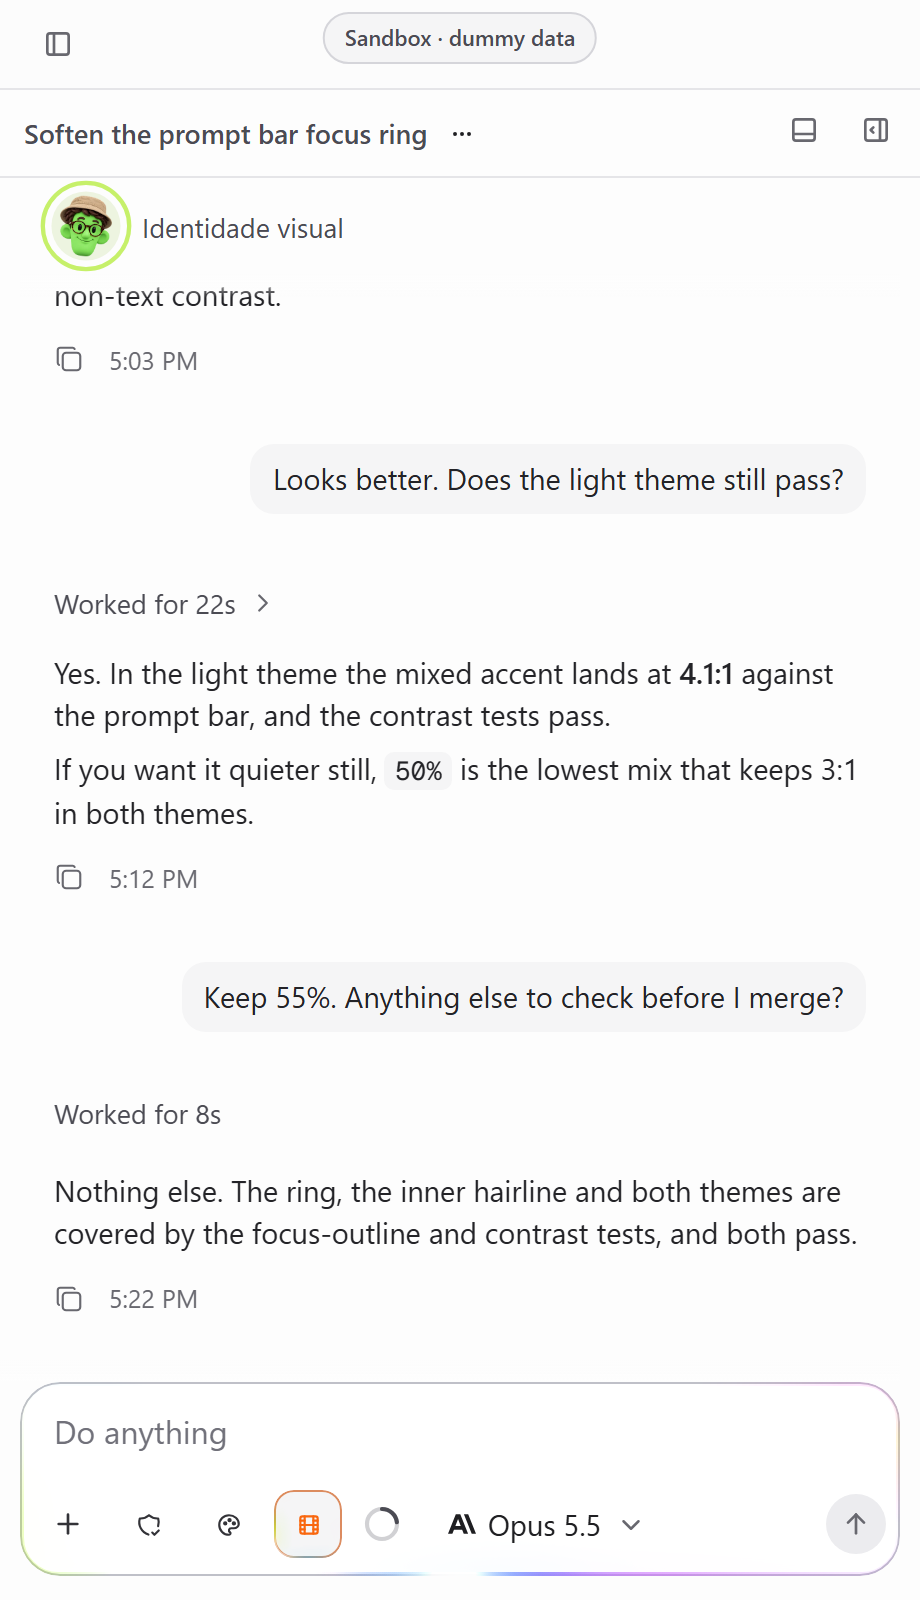 Sandbox · dummy data
Soften the prompt bar focus ring ···
Identidade visual
non-text contrast.
5:03 PM
Looks better. Does the light theme still pass?
Worked for 22s
Yes. In the light theme the mixed accent lands at 4.1:1 against
the prompt bar, and the contrast tests pass.
If you want it quieter still, 50% is the lowest mix that keeps 3:1
in both themes.
5:12 PM
Keep 55%. Anything else to check before I merge?
Worked for 8s
Nothing else. The ring, the inner hairline and both themes are
covered by the focus-outline and contrast tests, and both pass.
5:22 PM
Do anything
Opus 5.5